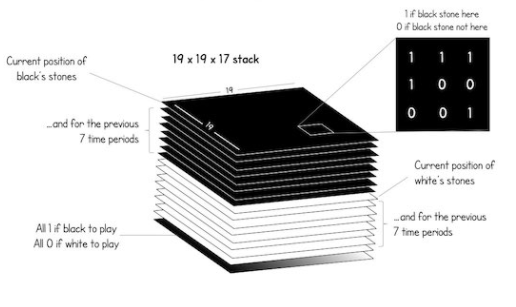 1 if black stone here
0 if black stone not here
Current position of
black's stones
19 x 19 x 17 stack
1 1 1
1 0 0
0 0 1
19
19
...and for the previous
7 time periods
Current position of
white's stones
...and for the previous
7 time periods
All 1 if black to play
All 0 if white to play